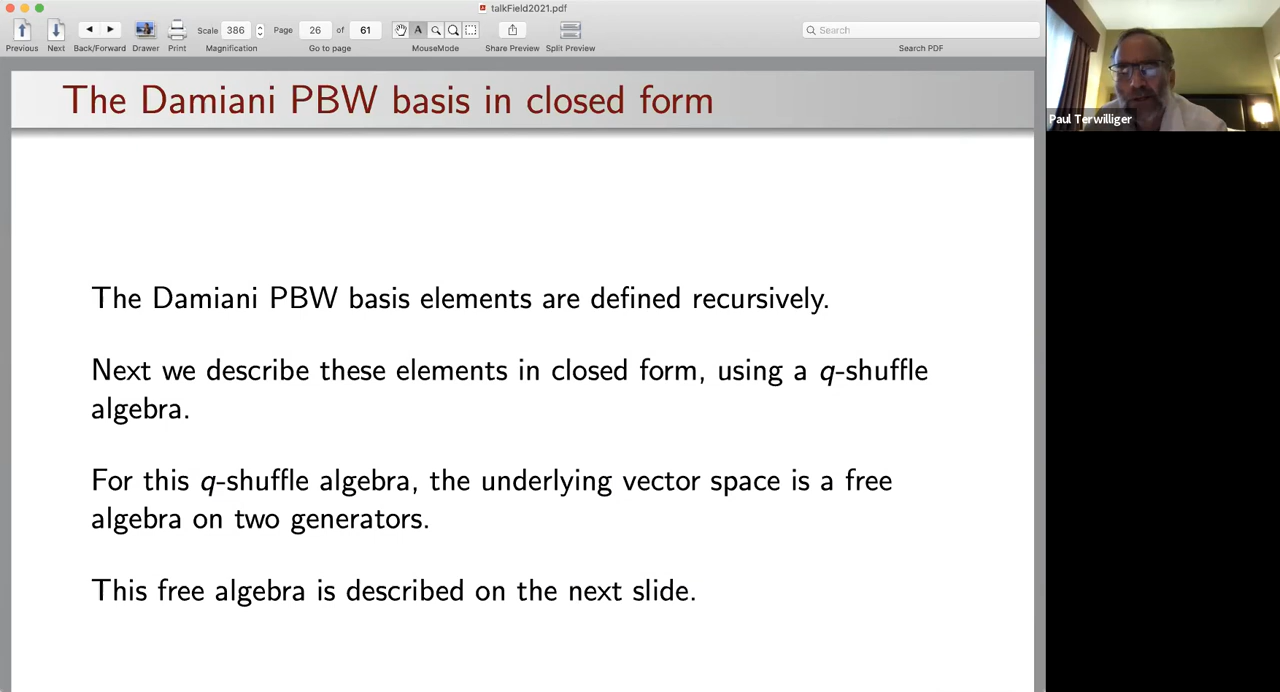 talkField2021.pdf
Scale 386 Page 26 of 61 A Search
Previous Next Back/Forward Drawer Print Magnification Go to page MouseMode Share Preview Split Preview Search PDF
The Damiani PBW basis in closed form
Paul Terwilliger
The Damiani PBW basis elements are defined recursively.
Next we describe these elements in closed form, using a q-shuffle
algebra.
For this q-shuffle algebra, the underlying vector space is a free
algebra on two generators.
This free algebra is described on the next slide.